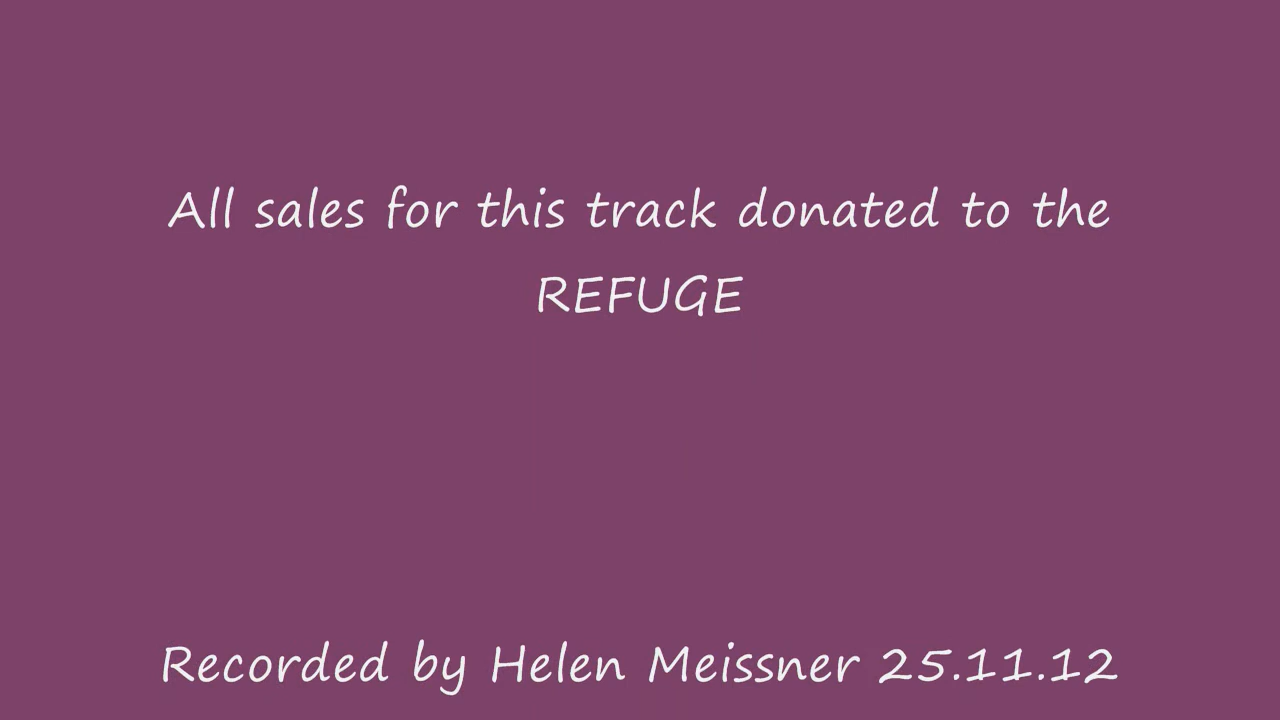 All sales for this track donated to the
REFUGE
Recorded by Helen Meissner 25.11.12